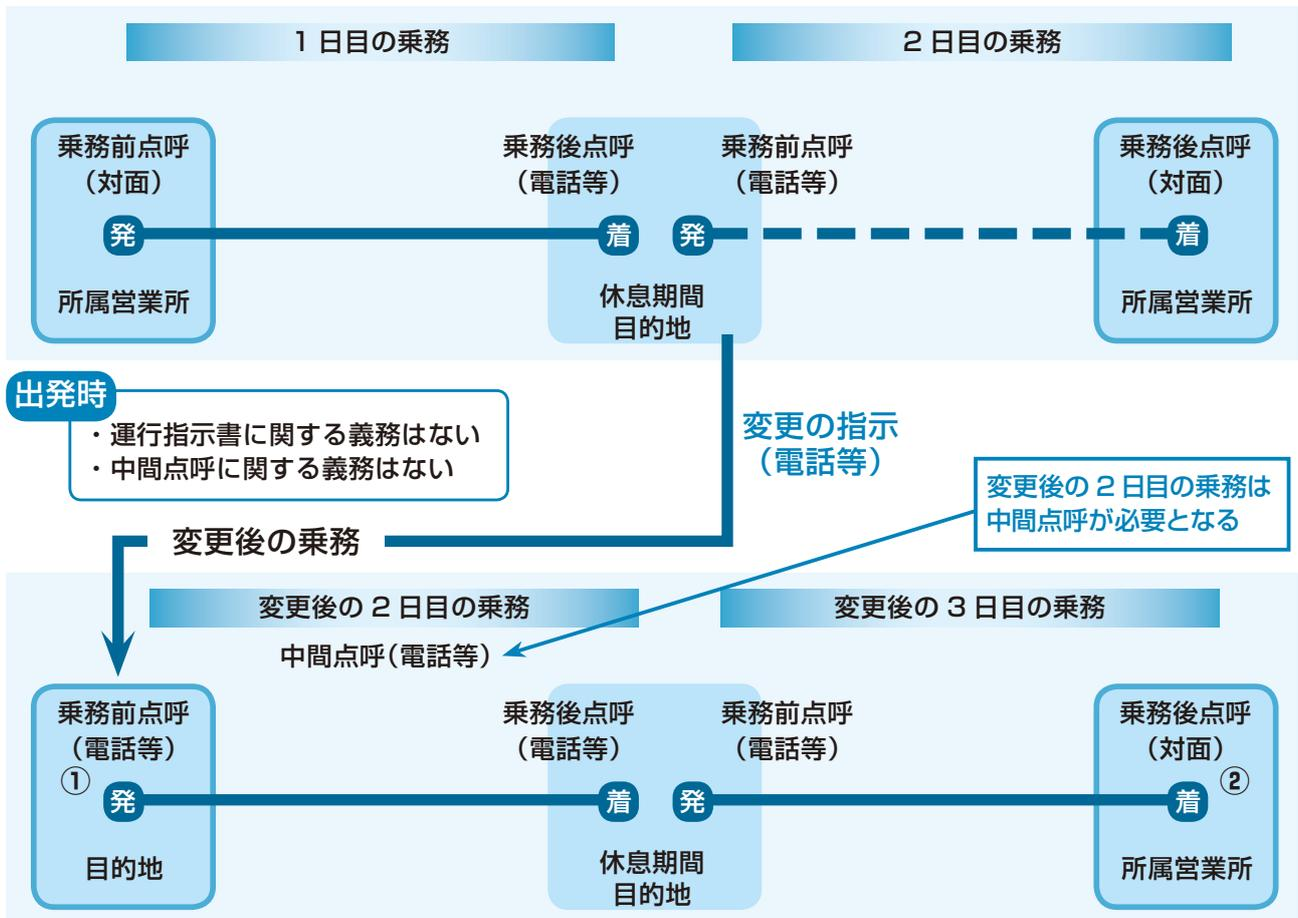 1日目の乗務
2日目の乗務
乗務前点呼
（対面）
発
所属営業所
乗務後点呼
（電話等）
着
乗務前点呼
（電話等）
発
休息期間
目的地
乗務後点呼
（対面）
着
所属営業所
出発時
・運行指示書に関する義務はない
・中間点呼に関する義務はない
変更の指示
（電話等）
変更後の2日目の乗務は
中間点呼が必要となる
変更後の乗務
変更後の2日目の乗務
変更後の3日目の乗務
中間点呼（電話等）
乗務前点呼
（電話等）
①
発
目的地
乗務後点呼
（電話等）
着
乗務前点呼
（電話等）
発
休息期間
目的地
乗務後点呼
（対面）
②
着
所属営業所